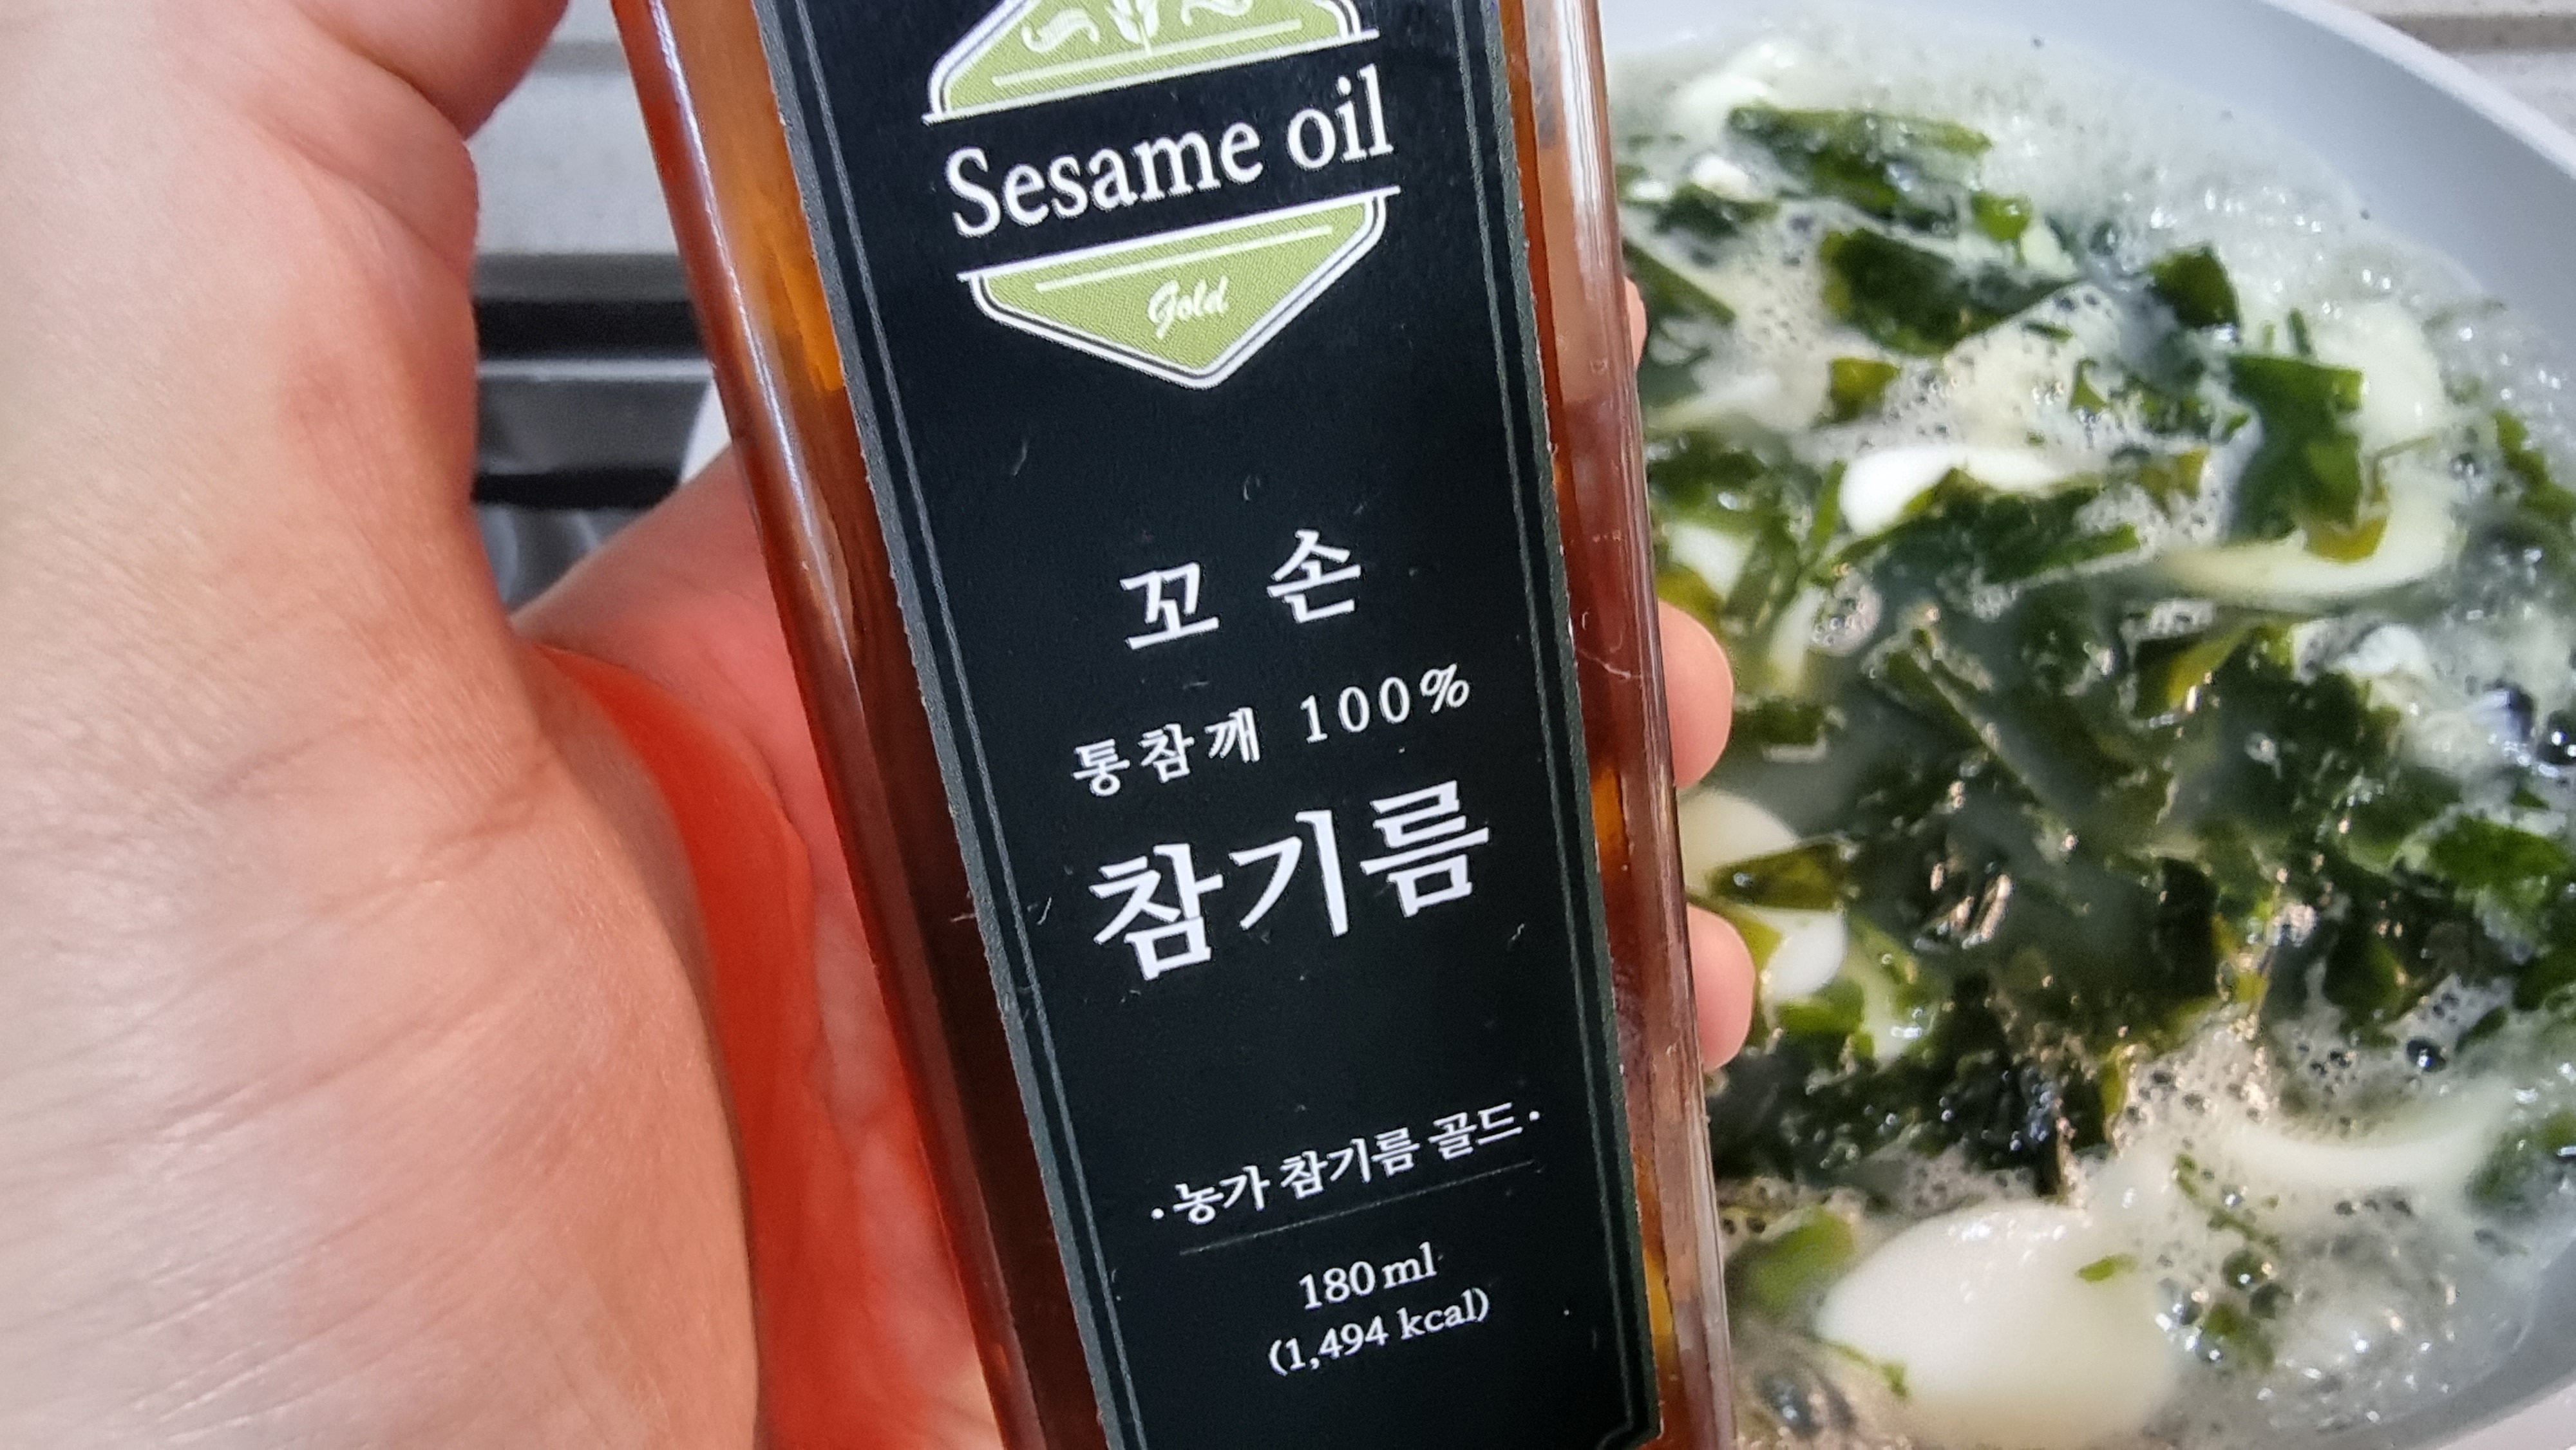 Sesame oil
Gold
꼬손
통참깨 100%
참기름
·농가 참기름 골드·
180 ml
(1,494 kcal)